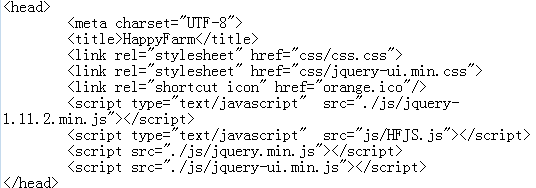 <head>
        <meta charset="UTF-8">
        <title>HappyFarm</title>
        <link rel="stylesheet" href="css/css.css">
        <link rel="stylesheet" href="css/jquery-ui.min.css">
        <link rel="shortcut icon" href="orange.ico"/>
        <script type="text/javascript"  src="./js/jquery-
1.11.2.min.js"></script>
        <script type="text/javascript"  src="js/HFJS.js"></script>
        <script src="./js/jquery.min.js"></script>
        <script src="./js/jquery-ui.min.js"></script>
</head>